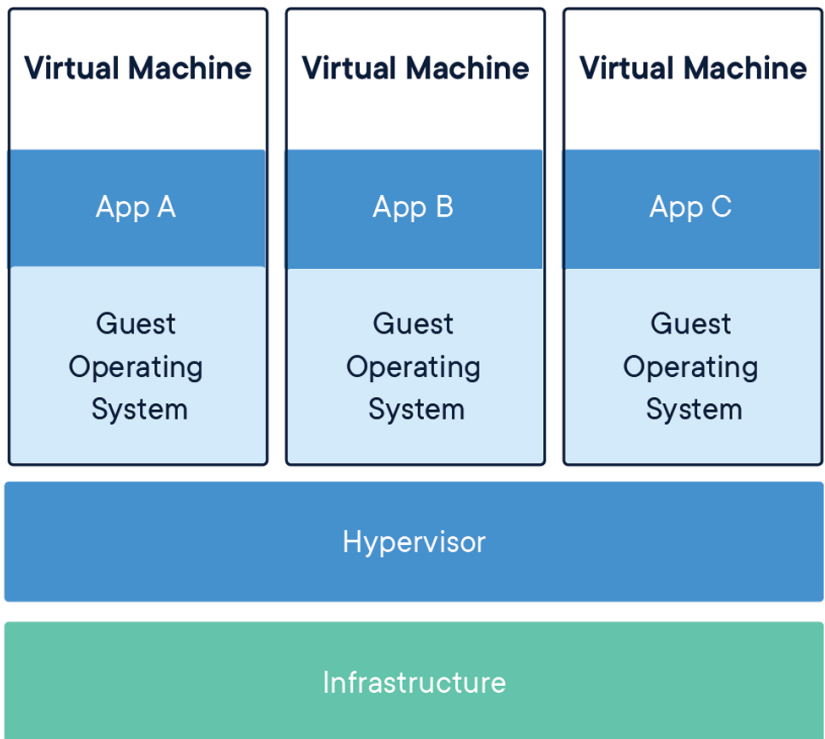 Virtual Machine
App A
Guest
Operating
System
Virtual Machine
App B
Guest
Operating
System
Virtual Machine
App C
Guest
Operating
System
Hypervisor
Infrastructure